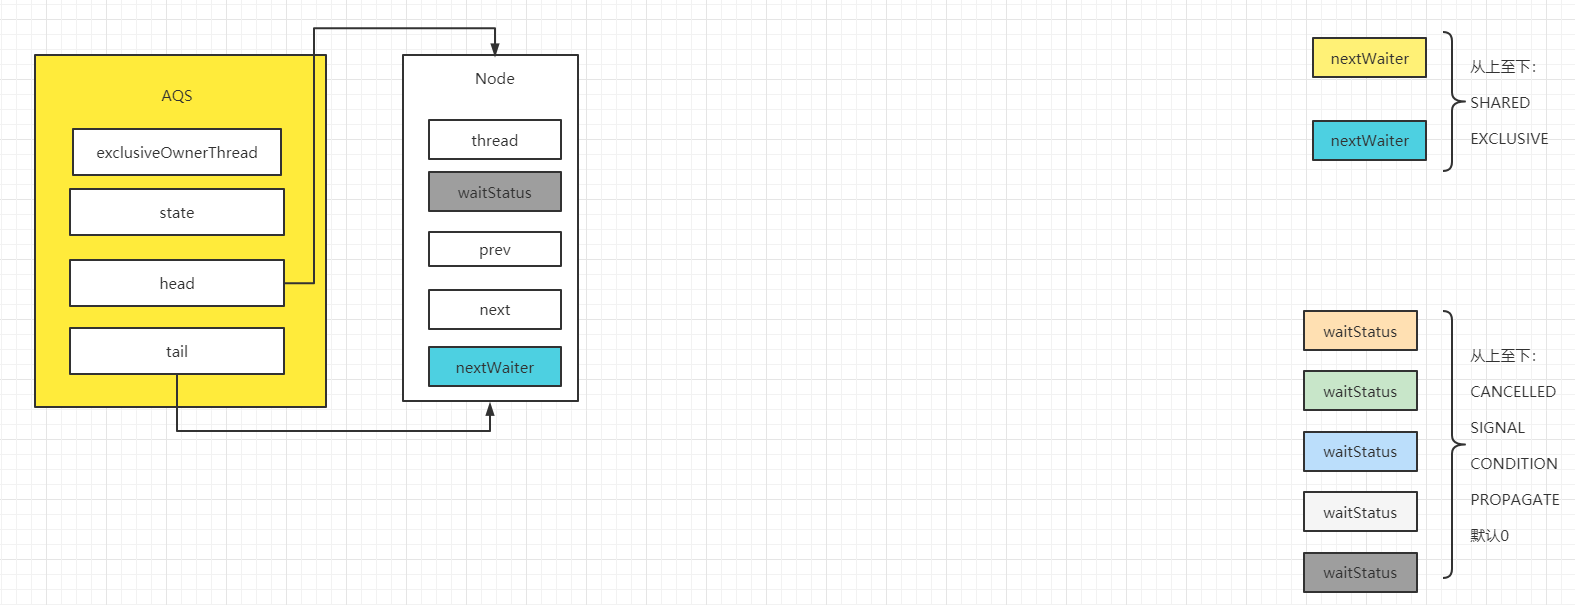 AQS
exclusiveOwnerThread
state
head
tail
Node
thread
waitStatus
prev
next
nextWaiter
nextWaiter
nextWaiter
从上至下：
SHARED
EXCLUSIVE
waitStatus
waitStatus
waitStatus
waitStatus
waitStatus
从上至下：
CANCELLED
SIGNAL
CONDITION
PROPAGATE
默认0